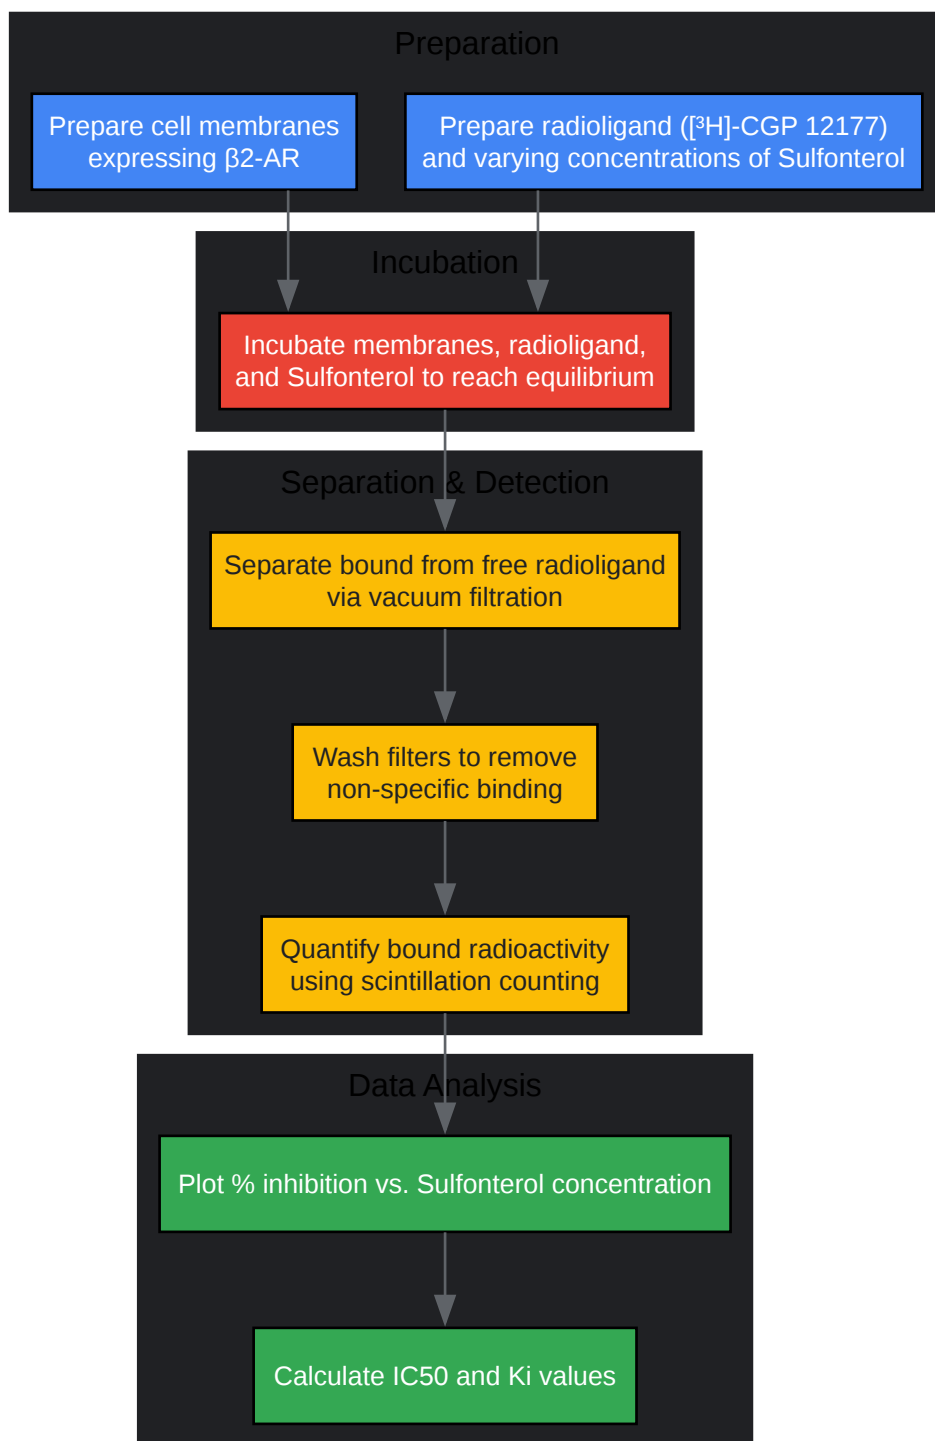 Preparation
Prepare cell membranes
expressing β2-AR
Prepare radioligand ([³H]-CGP 12177)
and varying concentrations of Sulfonterol
Incubation
Incubate membranes, radioligand,
and Sulfonterol to reach equilibrium
Separation & Detection
Separate bound from free radioligand
via vacuum filtration
Wash filters to remove
non-specific binding
Quantify bound radioactivity
using scintillation counting
Data Analysis
Plot % inhibition vs. Sulfonterol concentration
Calculate IC50 and Ki values